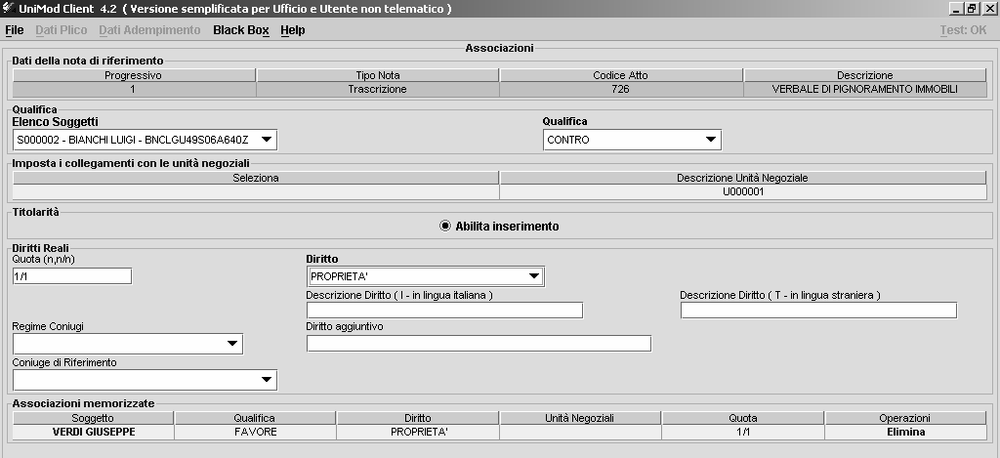 UniMod Client 4.2 ( Versione semplificata per Ufficio e Utente non telematico )
File Dati Plico Dati Adempimento Black Box Help Test: OK
Associazioni
Dati della nota di riferimento
Progressivo Tipo Nota Codice Atto Descrizione
1 Trascrizione 726 VERBALE DI PIGNORAMENTO IMMOBILI
Qualifica
Elenco Soggetti Qualifica
S000002 - BIANCHI LUIGI - BNCLGU49S06A640Z CONTRO
Imposta i collegamenti con le unità negoziali
Seleziona Descrizione Unità Negoziale
U000001
Titolarità
Abilita inserimento
Diritti Reali
Quota (n,n/n) Diritto
1/1 PROPRIETA'
Descrizione Diritto ( I - in lingua italiana ) Descrizione Diritto ( T - in lingua straniera )
Regime Coniugi Diritto aggiuntivo
Coniuge di Riferimento
Associazioni memorizzate
Soggetto Qualifica Diritto Unità Negoziali Quota Operazioni
VERDI GIUSEPPE FAVORE PROPRIETA' 1/1 Elimina